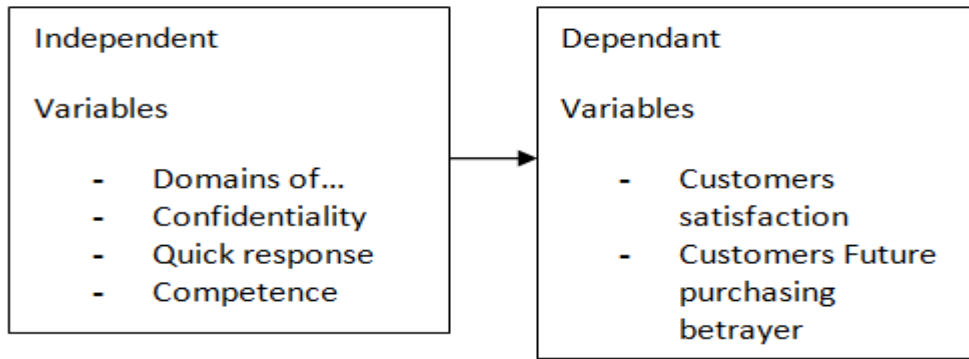 Independent
Variables
- Domains of...
- Confidentiality
- Quick response
- Competence
Dependant
Variables
- Customers
satisfaction
- Customers Future
purchasing
betrayer